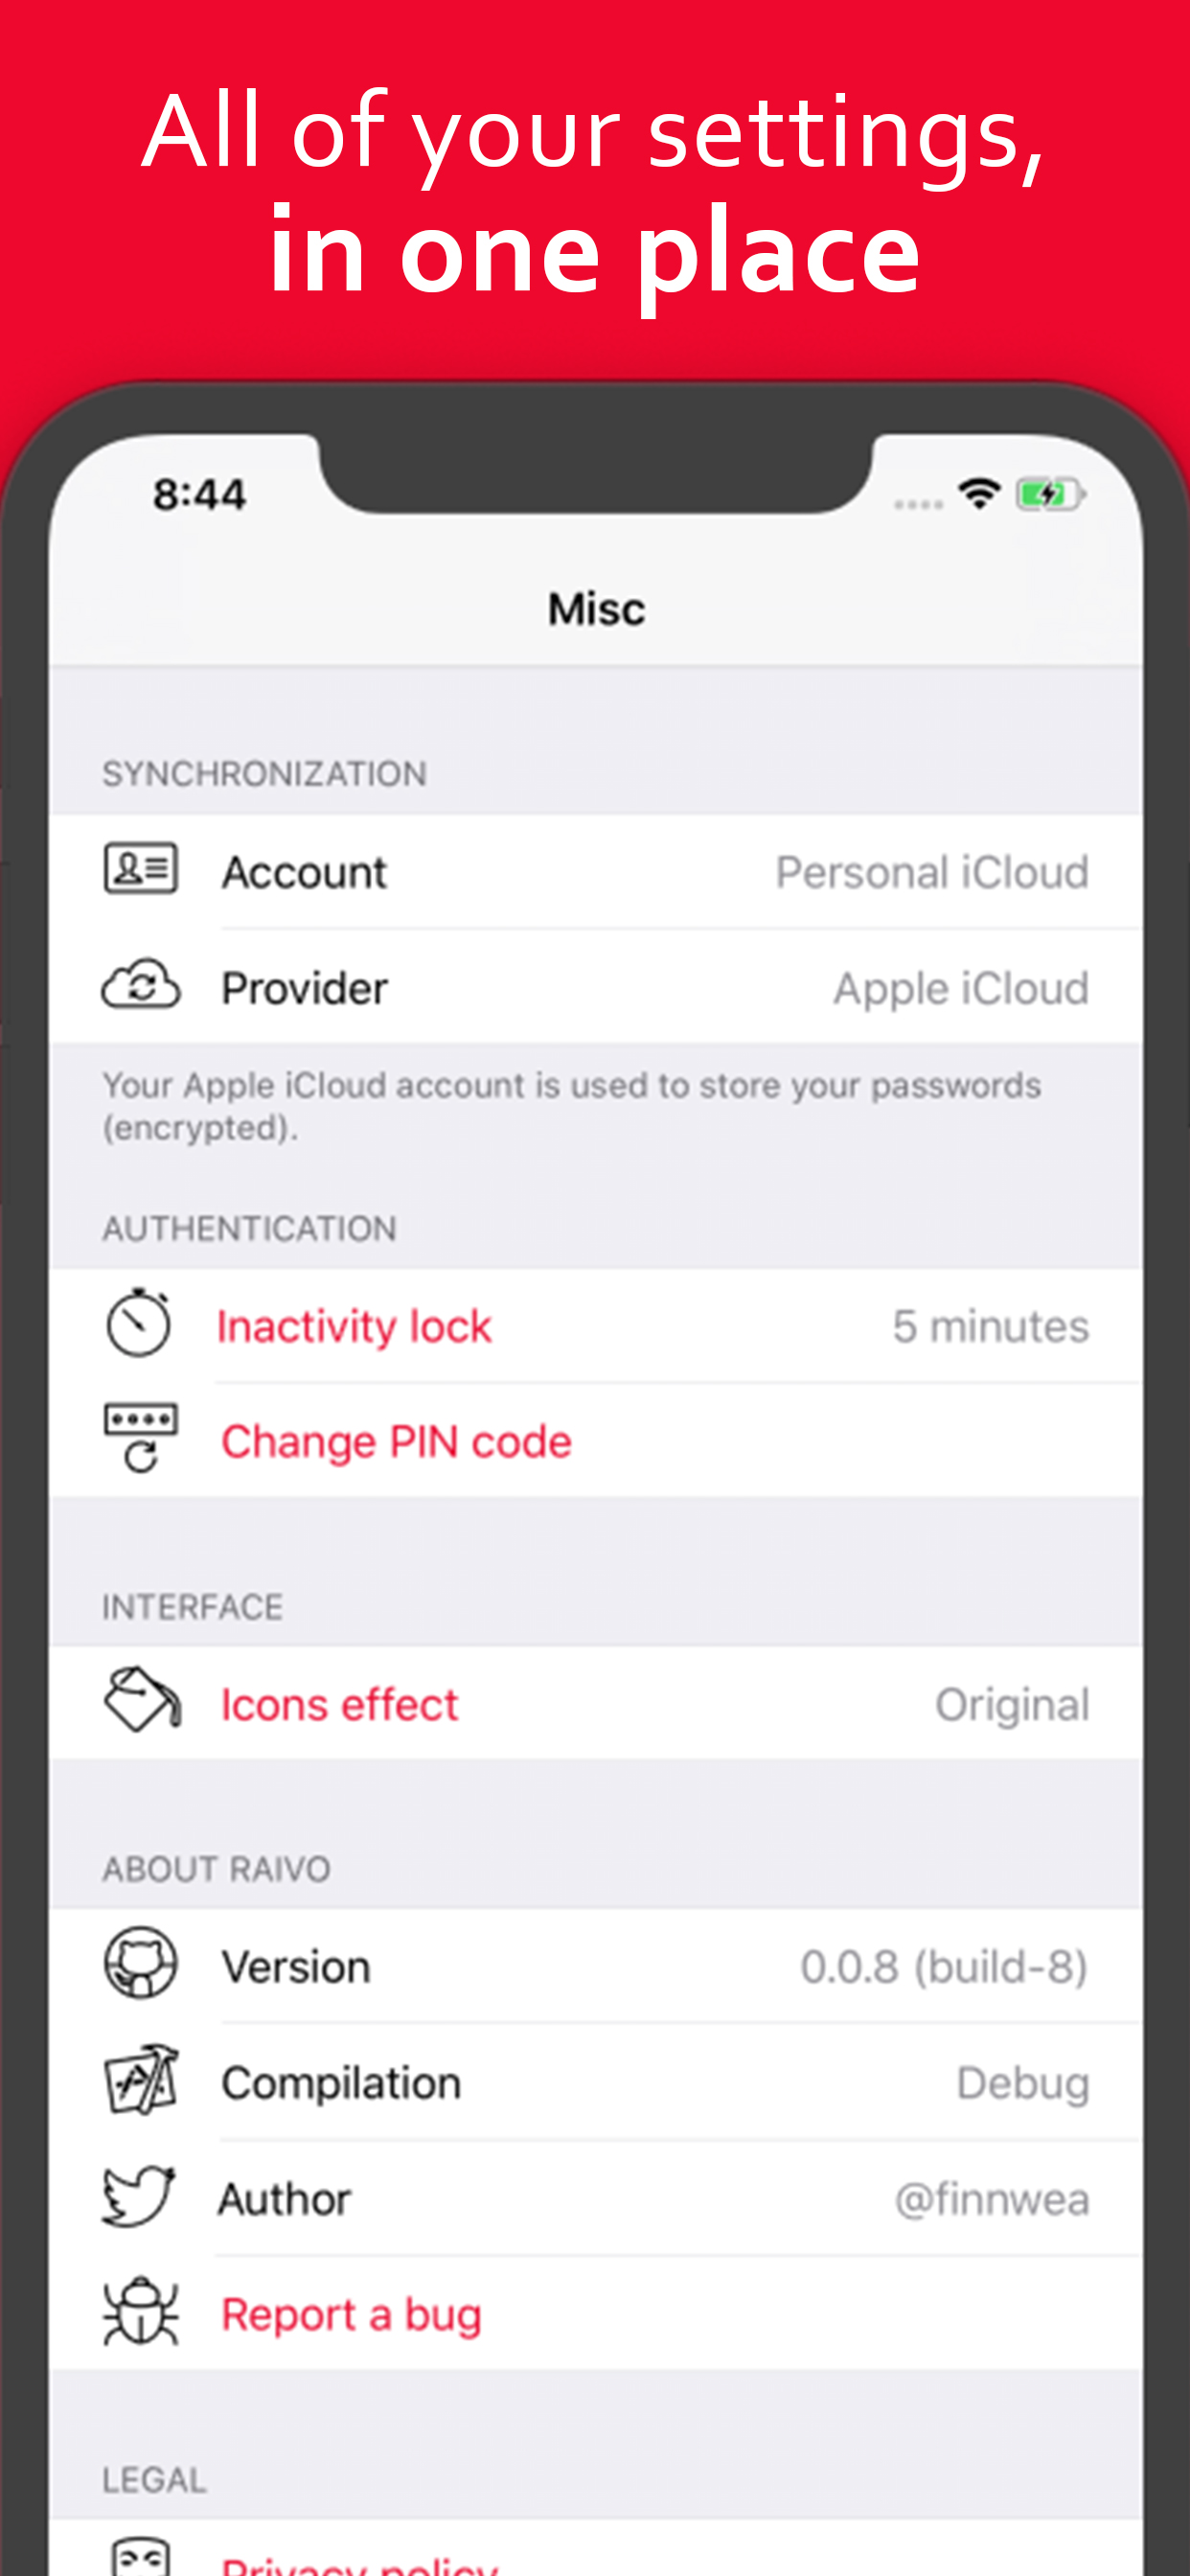 All of your settings,
in one place
8:44
Misc
SYNCHRONIZATION
Account Personal iCloud
Provider Apple iCloud
Your Apple iCloud account is used to store your passwords
(encrypted).
AUTHENTICATION
Inactivity lock 5 minutes
Change PIN code
INTERFACE
Icons effect Original
ABOUT RAIVO
Version 0.0.8 (build-8)
Compilation Debug
Author @finnwea
Report a bug
LEGAL
Privacy policy